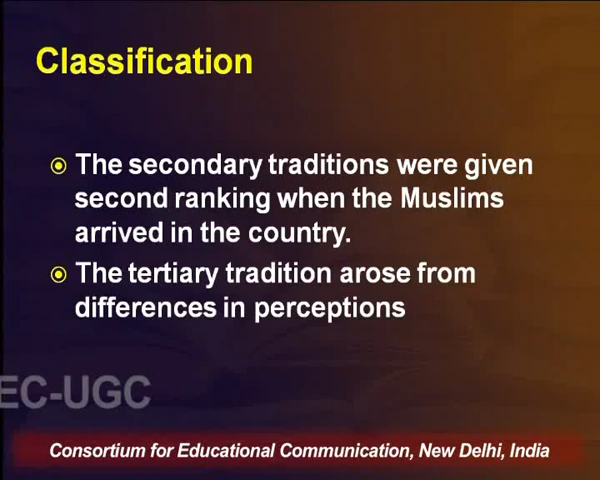 Classification
The secondary traditions were given
second ranking when the Muslims
arrived in the country.
The tertiary tradition arose from
differences in perceptions
EC-UGC
Consortium for Educational Communication, New Delhi, India